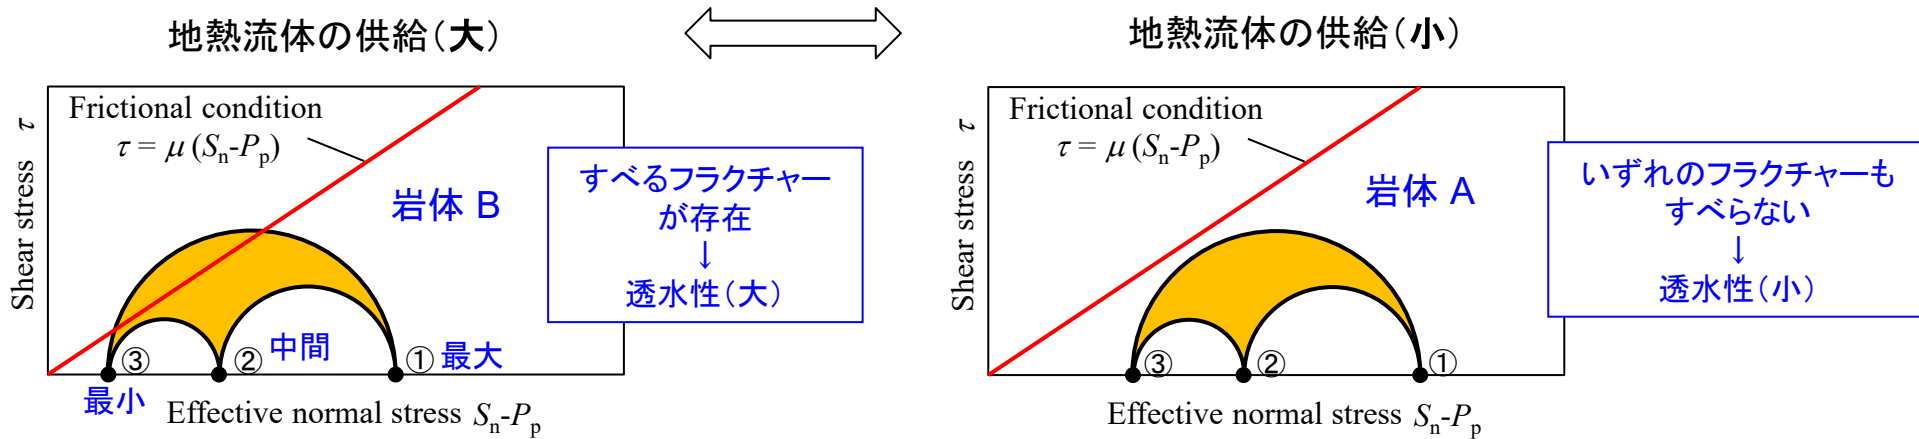 地熱流体の供給(大)
Shear stress τ
Frictional condition
τ = μ (Sn-Pp)
岩体 B
すべるフラクチャー
が存在
↓
透水性(大)
③
② 中間
① 最大
最小
Effective normal stress Sn-Pp
地熱流体の供給(小)
Shear stress τ
Frictional condition
τ = μ (Sn-Pp)
岩体 A
いずれのフラクチャーも
すべらない
↓
透水性(小)
③
②
①
Effective normal stress Sn-Pp